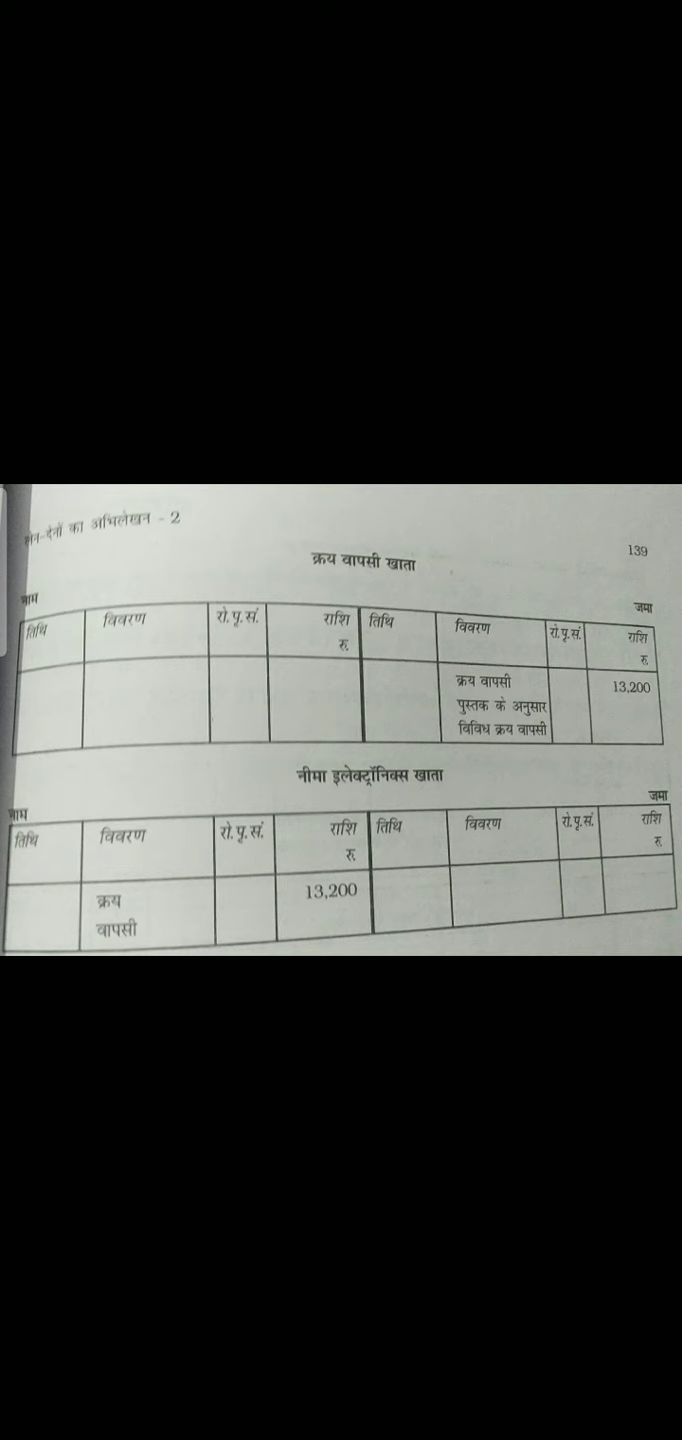 लेन-देनों का अभिलेखन - 2
139
क्रय वापसी खाता
नाम
जमा
तिथि विवरण रो.पृ.सं. राशि तिथि विवरण रो.पृ.सं. राशि
रु. रु.
क्रय वापसी 13,200
पुस्तक के अनुसार
विविध क्रय वापसी
नीमा इलेक्ट्रॉनिक्स खाता
नाम
जमा
तिथि विवरण रो.पृ.सं. राशि तिथि विवरण रो.पृ.सं. राशि
रु. रु.
क्रय 13,200
वापसी